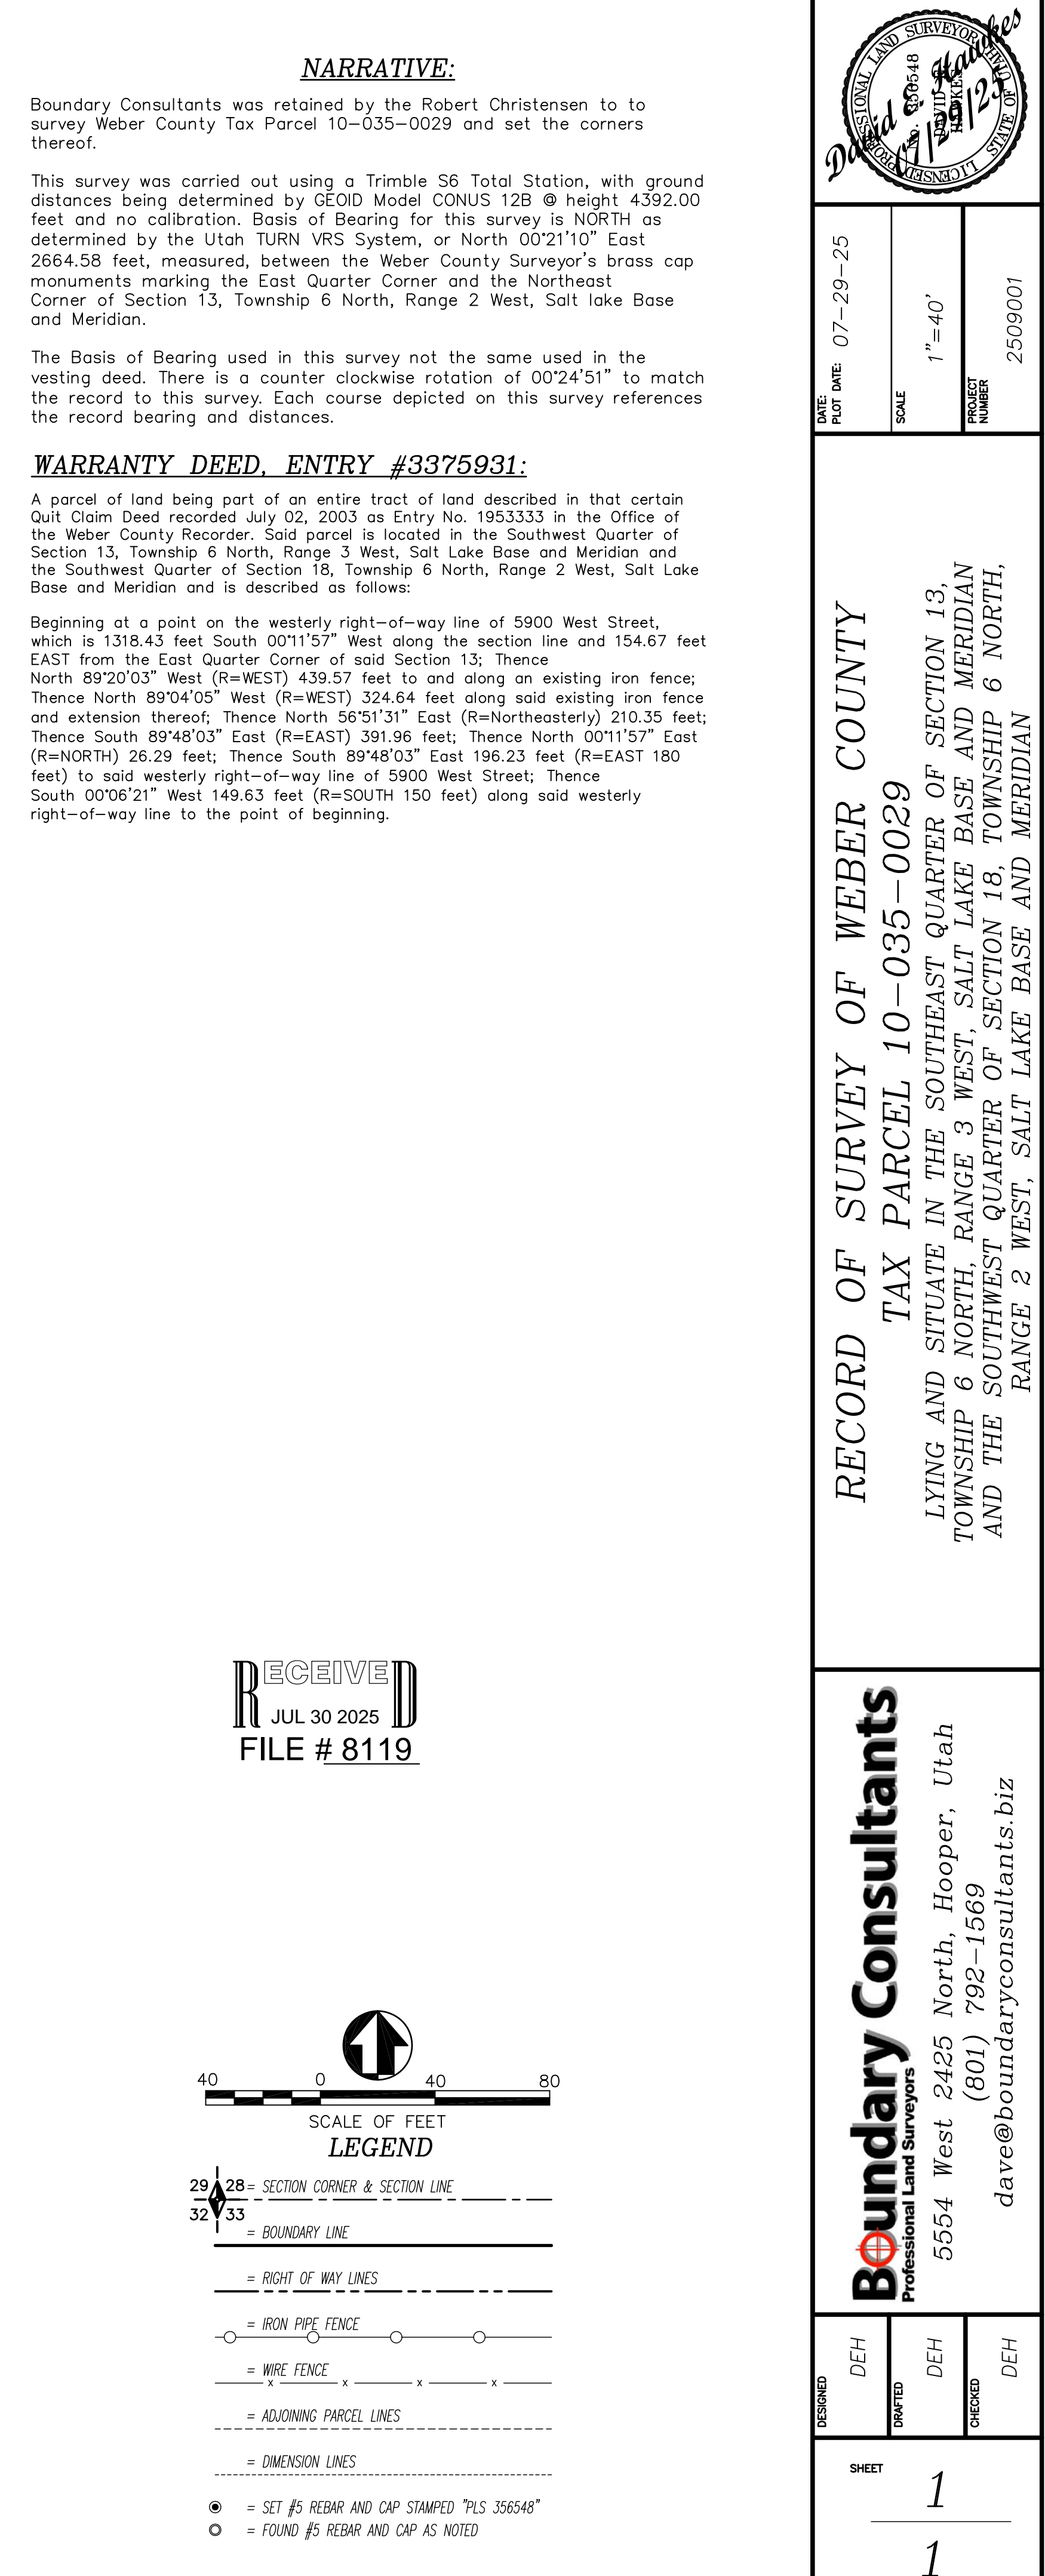 NARRATIVE:
Boundary Consultants was retained by the Robert Christensen to to
survey Weber County Tax Parcel 10-035-0029 and set the corners
thereof.
This survey was carried out using a Trimble S6 Total Station, with ground
distances being determined by GEOID Model CONUS 12B @ height 4392.00
feet and no calibration. Basis of Bearing for this survey is NORTH as
determined by the Utah TURN VRS System, or North 00°21'10" East
2664.58 feet, measured, between the Weber County Surveyor's brass cap
monuments marking the East Quarter Corner and the Northeast
Corner of Section 13, Township 6 North, Range 2 West, Salt lake Base
and Meridian.
The Basis of Bearing used in this survey not the same used in the
vesting deed. There is a counter clockwise rotation of 00°24'51" to match
the record to this survey. Each course depicted on this survey references
the record bearing and distances.
WARRANTY DEED, ENTRY #3375931:
A parcel of land being part of an entire tract of land described in that certain
Quit Claim Deed recorded July 02, 2003 as Entry No. 1953333 in the Office of
the Weber County Recorder. Said parcel is located in the Southwest Quarter of
Section 13, Township 6 North, Range 3 West, Salt Lake Base and Meridian and
the Southwest Quarter of Section 18, Township 6 North, Range 2 West, Salt Lake
Base and Meridian and is described as follows:
Beginning at a point on the westerly right-of-way line of 5900 West Street,
which is 1318.43 feet South 00°11'57" West along the section line and 154.67 feet
EAST from the East Quarter Corner of said Section 13; Thence
North 89°20'03" West (R=WEST) 439.57 feet to and along an existing iron fence;
Thence North 89°04'05" West (R=WEST) 324.64 feet along said existing iron fence
and extension thereof; Thence North 56°51'31" East (R=Northeasterly) 210.35 feet;
Thence South 89°48'03" East (R=EAST) 391.96 feet; Thence North 00°11'57" East
(R=NORTH) 26.29 feet; Thence South 89°48'03" East 196.23 feet (R=EAST 180
feet) to said westerly right-of-way line of 5900 West Street; Thence
South 00°06'21" West 149.63 feet (R=SOUTH 150 feet) along said westerly
right-of-way line to the point of beginning.
RECEIVED
JUL 30 2025
FILE # 8119
40 0 40 80
SCALE OF FEET
LEGEND
29 28 = SECTION CORNER & SECTION LINE
32 33
= BOUNDARY LINE
= RIGHT OF WAY LINES
= IRON PIPE FENCE
= WIRE FENCE
x x x x
= ADJOINING PARCEL LINES
= DIMENSION LINES
= SET #5 REBAR AND CAP STAMPED "PLS 356548"
= FOUND #5 REBAR AND CAP AS NOTED
PROFESSIONAL LAND SURVEYOR
LICENSED STATE OF UTAH
No. 356548
DAVID E.
HAWKES
David E. Hawkes
07/29/25
DATE:
PLOT DATE: 07-29-25
SCALE
1"=40'
PROJECT
NUMBER
2509001
RECORD OF SURVEY OF WEBER COUNTY
TAX PARCEL 10-035-0029
LYING AND SITUATE IN THE SOUTHEAST QUARTER OF SECTION 13,
TOWNSHIP 6 NORTH, RANGE 3 WEST, SALT LAKE BASE AND MERIDIAN
AND THE SOUTHWEST QUARTER OF SECTION 18, TOWNSHIP 6 NORTH,
RANGE 2 WEST, SALT LAKE BASE AND MERIDIAN
Boundary Consultants
Professional Land Surveyors
5554 West 2425 North, Hooper, Utah
(801) 792-1569
dave@boundaryconsultants.biz
DESIGNED
DEH
DRAFTED
DEH
CHECKED
DEH
SHEET
1
1